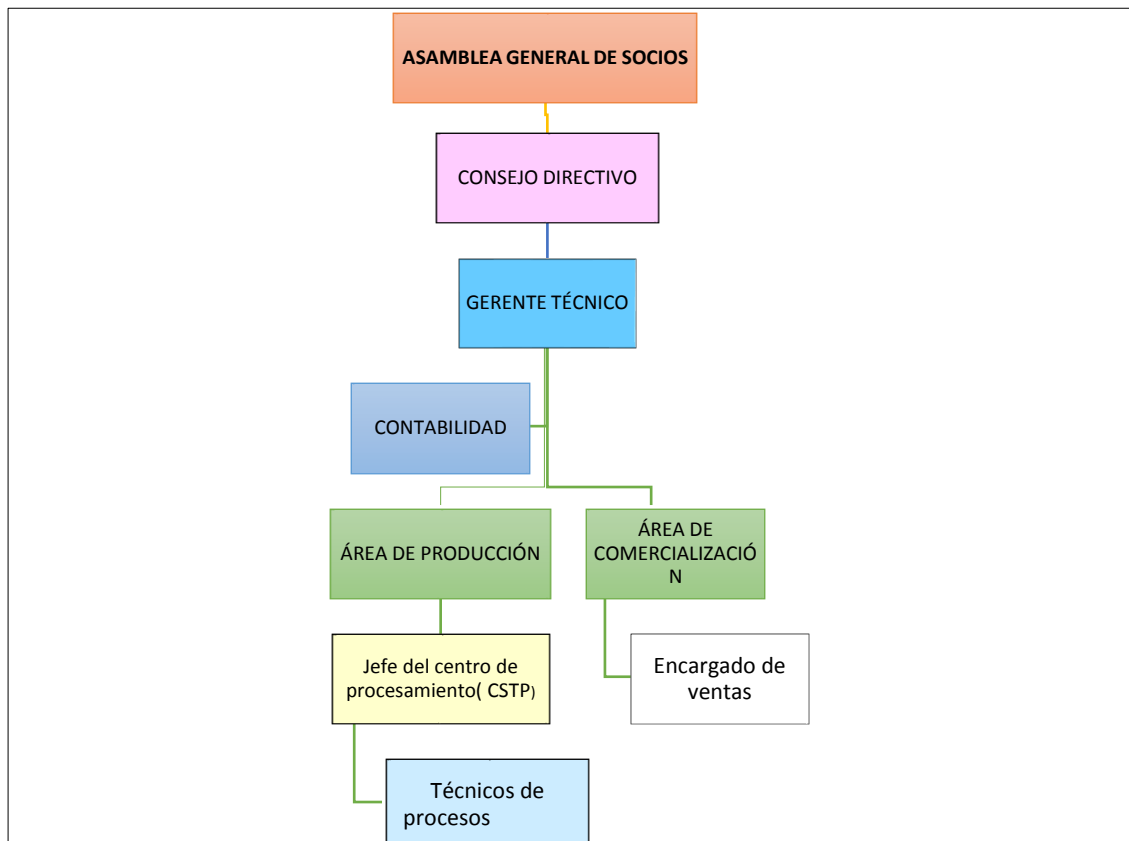 ASAMBLEA GENERAL DE SOCIOS
CONSEJO DIRECTIVO
GERENTE TÉCNICO
CONTABILIDAD
ÁREA DE PRODUCCIÓN
ÁREA DE
COMERCIALIZACIÓ
N
Jefe del centro de
procesamiento( CSTP)
Encargado de
ventas
Técnicos de
procesos